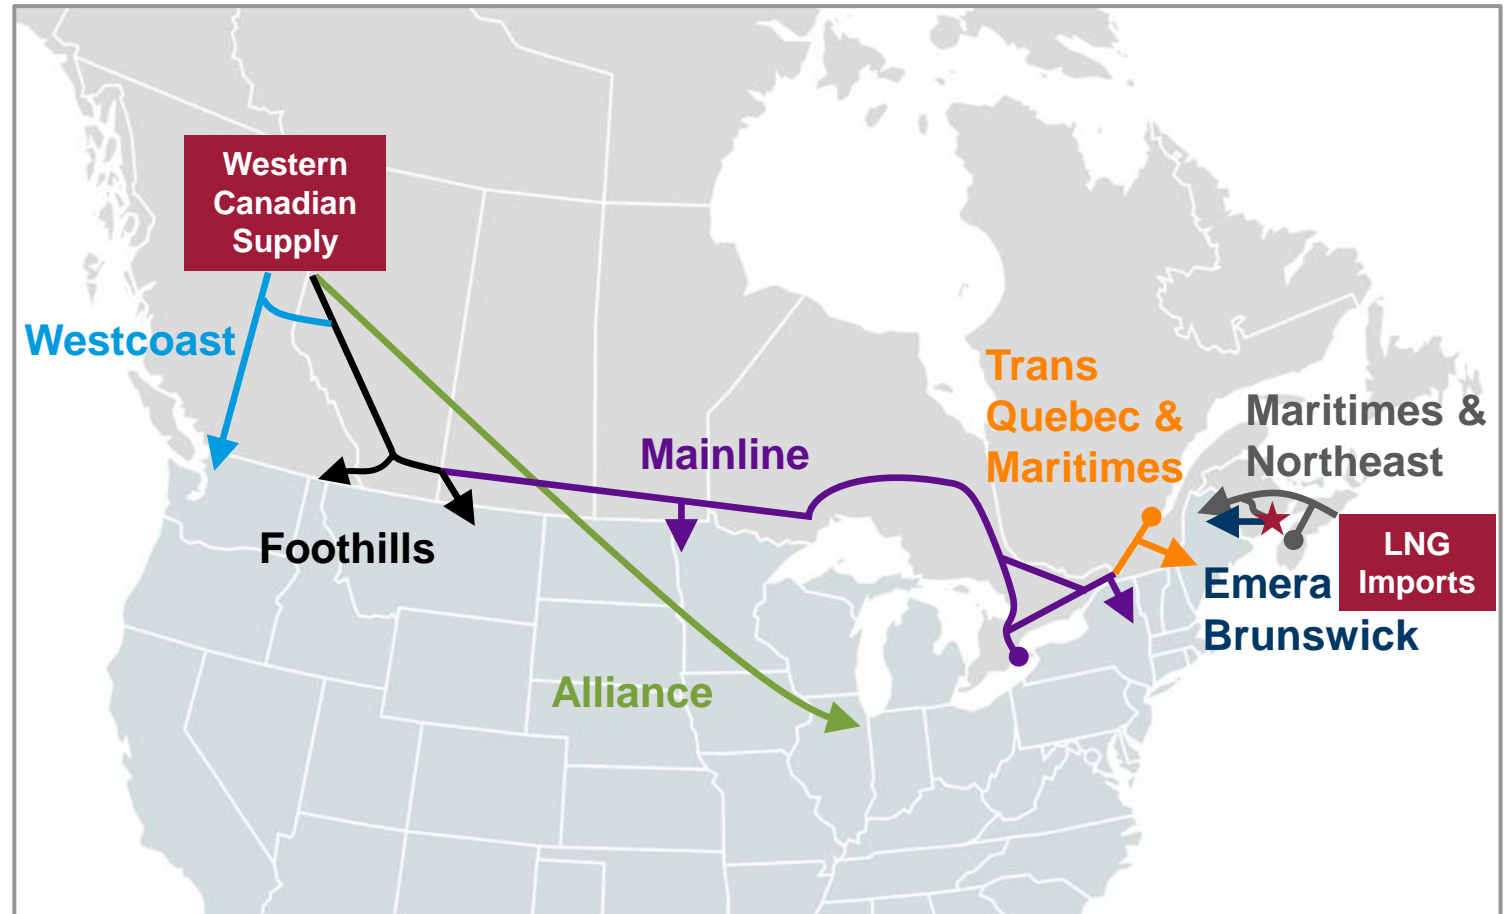 Western
Canadian
Supply
Westcoast
Foothills
Mainline
Alliance
Trans
Quebec &
Maritimes
Maritimes &
Northeast
LNG
Imports
Emera
Brunswick